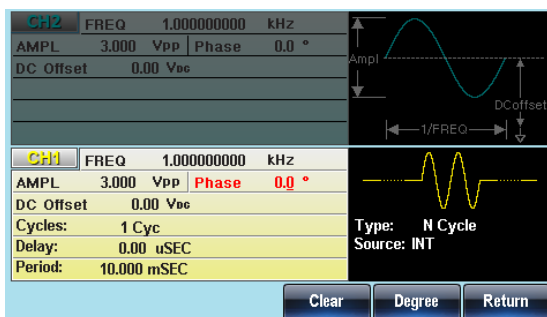 CH2 FREQ 1.000000000 kHz
AMPL 3.000 Vpp Phase 0.0 °
DC Offset 0.00 VDC
Ampl
DCoffset
1/FREQ
CH1 FREQ 1.000000000 kHz
AMPL 3.000 Vpp Phase 0.0 °
DC Offset 0.00 VDC
Cycles: 1 Cyc
Delay: 0.00 uSEC
Period: 10.000 mSEC
Type: N Cycle
Source: INT
Clear Degree Return